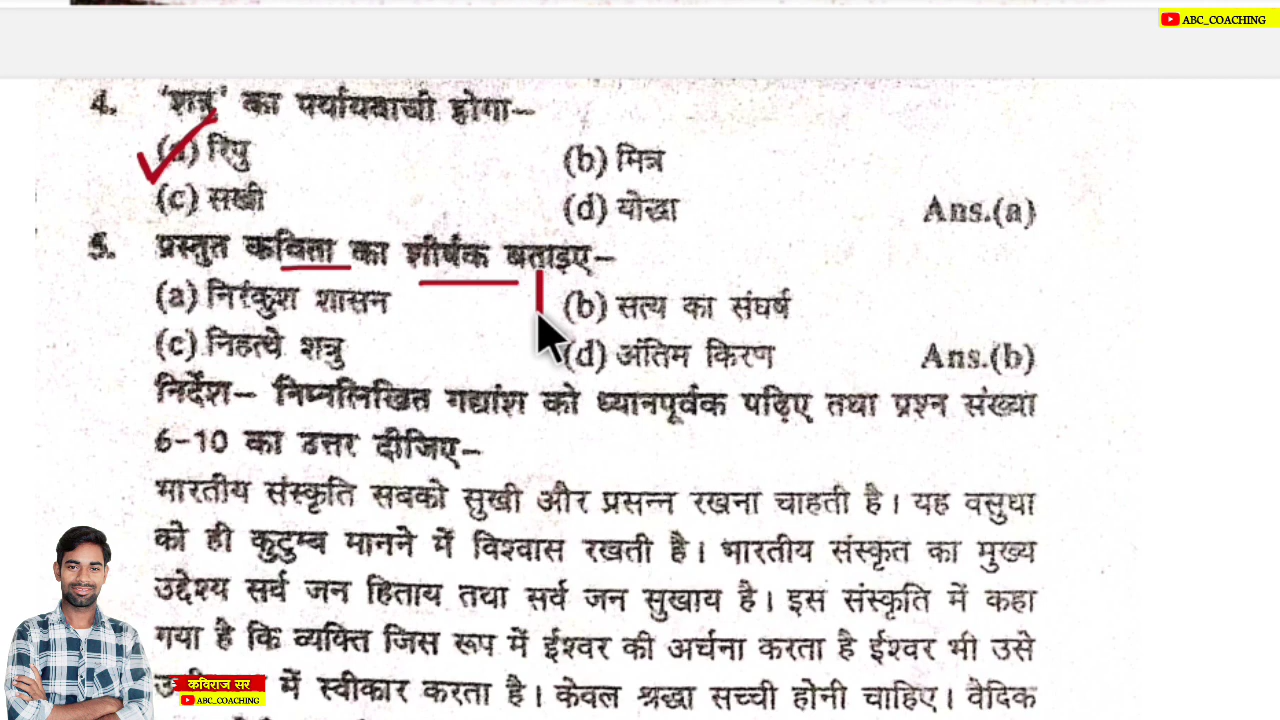 ABC_COACHING
4. 'शत्रु' का पर्यायवाची होगा–
(a) रिपु (b) मित्र
(c) सखी (d) योद्धा Ans.(a)
5. प्रस्तुत कविता का शीर्षक बताइए–
(a) निरंकुश शासन (b) सत्य का संघर्ष
(c) निहत्थे शत्रु (d) अंतिम किरण Ans.(b)
निर्देश– निम्नलिखित गद्यांश को ध्यानपूर्वक पढ़िए तथा प्रश्न संख्या
6-10 का उत्तर दीजिए–
भारतीय संस्कृति सबको सुखी और प्रसन्न रखना चाहती है। यह वसुधा
को ही कुटुम्ब मानने में विश्वास रखती है। भारतीय संस्कृत का मुख्य
उद्देश्य सर्व जन हिताय तथा सर्व जन सुखाय है। इस संस्कृति में कहा
गया है कि व्यक्ति जिस रूप में ईश्वर की अर्चना करता है ईश्वर भी उसे
में स्वीकार करता है। केवल श्रद्धा सच्ची होनी चाहिए। वैदिक
कविराज सर
ABC_COACHING